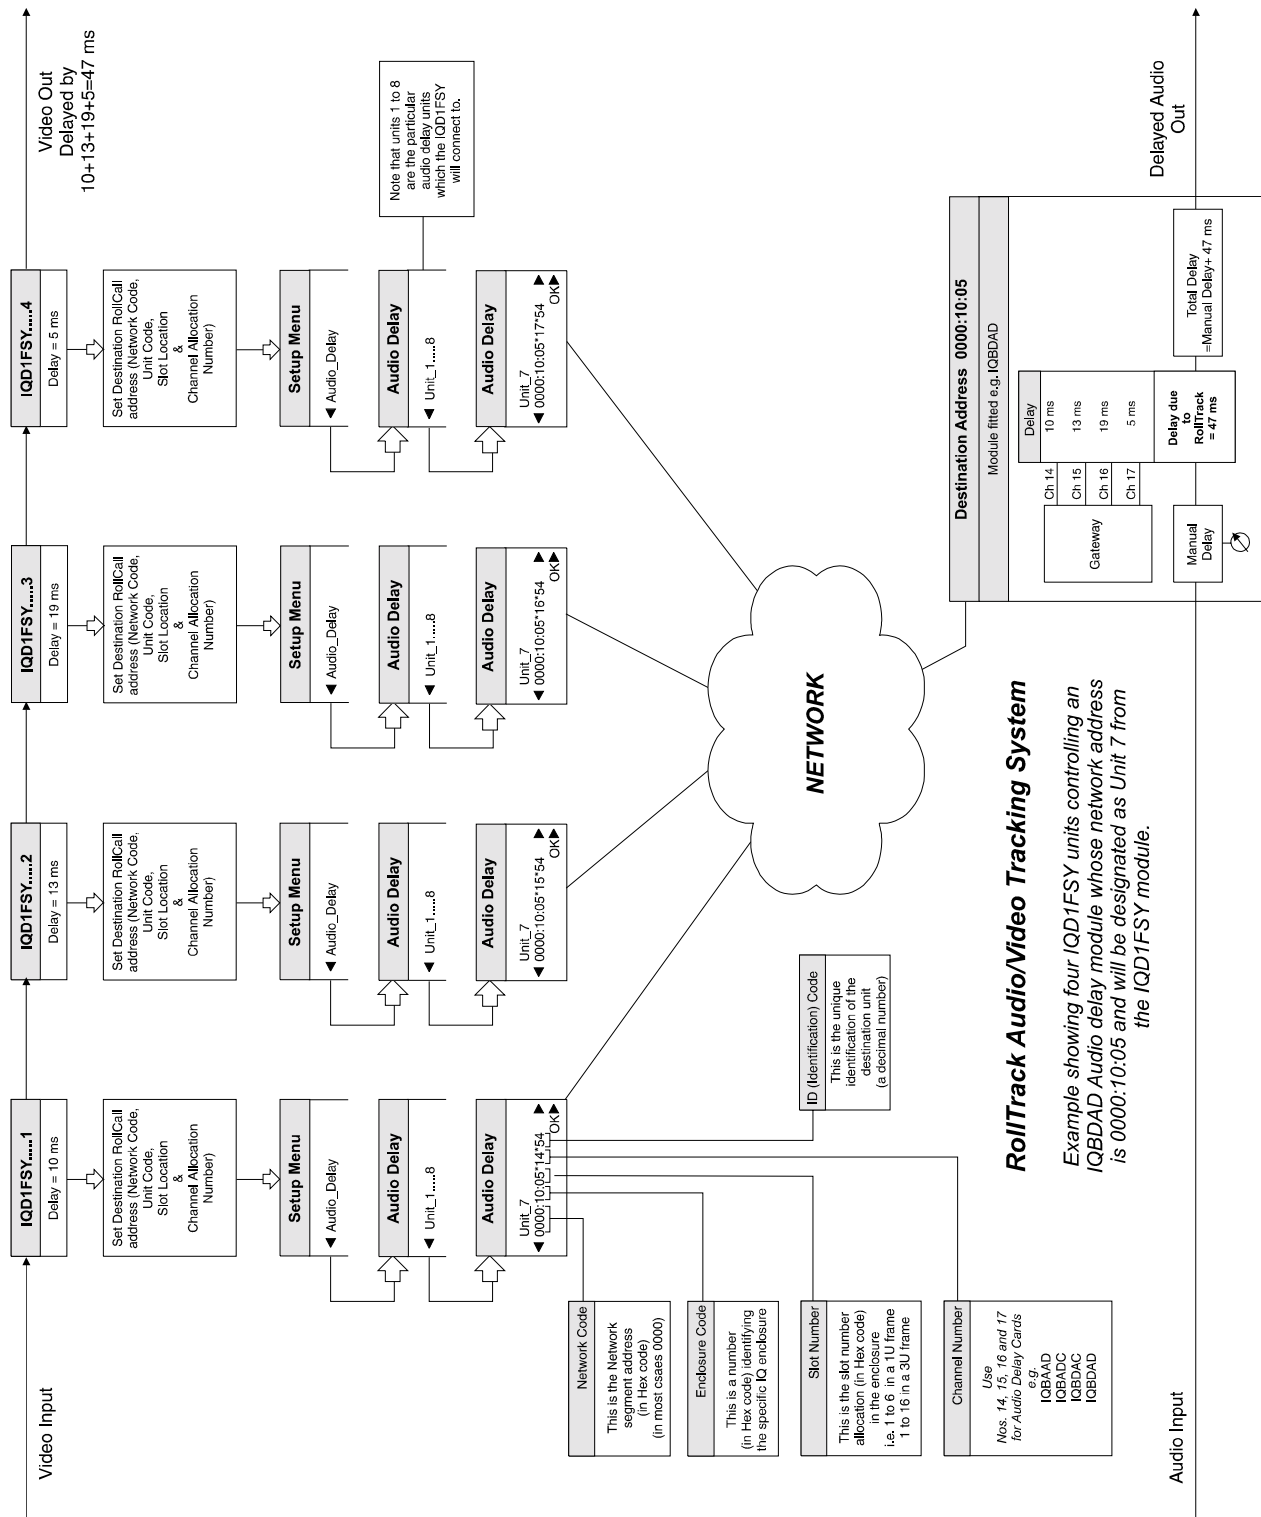 Video Input
Video Out
Delayed by
10+13+19+5=47 ms
IQD1FSY.....1
Delay = 10 ms
Set Destination RollCall
address (Network Code,
Unit Code,
Slot Location
&
Channel Allocation
Number)
Setup Menu
◀ Audio_Delay
Audio Delay
◀ Unit_1.....8
Audio Delay
Unit_7
◀ 0000:10:05*14*54 ▶
OK▶
IQD1FSY.....2
Delay = 13 ms
Set Destination RollCall
address (Network Code,
Unit Code,
Slot Location
&
Channel Allocation
Number)
Setup Menu
◀ Audio_Delay
Audio Delay
◀ Unit_1.....8
Audio Delay
Unit_7
◀ 0000:10:05*15*54 ▶
OK▶
IQD1FSY.....3
Delay = 19 ms
Set Destination RollCall
address (Network Code,
Unit Code,
Slot Location
&
Channel Allocation
Number)
Setup Menu
◀ Audio_Delay
Audio Delay
◀ Unit_1.....8
Audio Delay
Unit_7
◀ 0000:10:05*16*54 ▶
OK▶
IQD1FSY.....4
Delay = 5 ms
Set Destination RollCall
address (Network Code,
Unit Code,
Slot Location
&
Channel Allocation
Number)
Setup Menu
◀ Audio_Delay
Audio Delay
◀ Unit_1.....8
Audio Delay
Unit_7
◀ 0000:10:05*17*54 ▶
OK▶
Note that units 1 to 8
are the particular
audio delay units
which the IQD1FSY
will connect to.
Network Code
This is the Network
segment address
(in Hex code)
(in most csaes 0000)
Enclosure Code
This is a number
(in Hex code) identifying
the specific IQ enclosure
Slot Number
This is the slot number
allocation (in Hex code)
in the enclosure
i.e. 1 to 6 in a 1U frame
1 to 16 in a 3U frame
Channel Number
Use
Nos. 14, 15, 16 and 17
for Audio Delay Cards
e.g.
IQBAAD
IQBADC
IQBDAC
IQBDAD
ID (Identification) Code
This is the unique
identification of the
destination unit
(a decimal number)
NETWORK
RollTrack Audio/Video Tracking System
Example showing four IQD1FSY units controlling an
IQBDAD Audio delay module whose network address
is 0000:10:05 and will be designated as Unit 7 from
the IQD1FSY module.
Destination Address 0000:10:05
Module fitted e.g. IQBDAD
Delay
Gateway
Ch 14
10 ms
Ch 15
13 ms
Ch 16
19 ms
Ch 17
5 ms
Manual
Delay
Delay due
to
RollTrack
= 47 ms
Total Delay
=Manual Delay+ 47 ms
Audio Input
Delayed Audio
Out